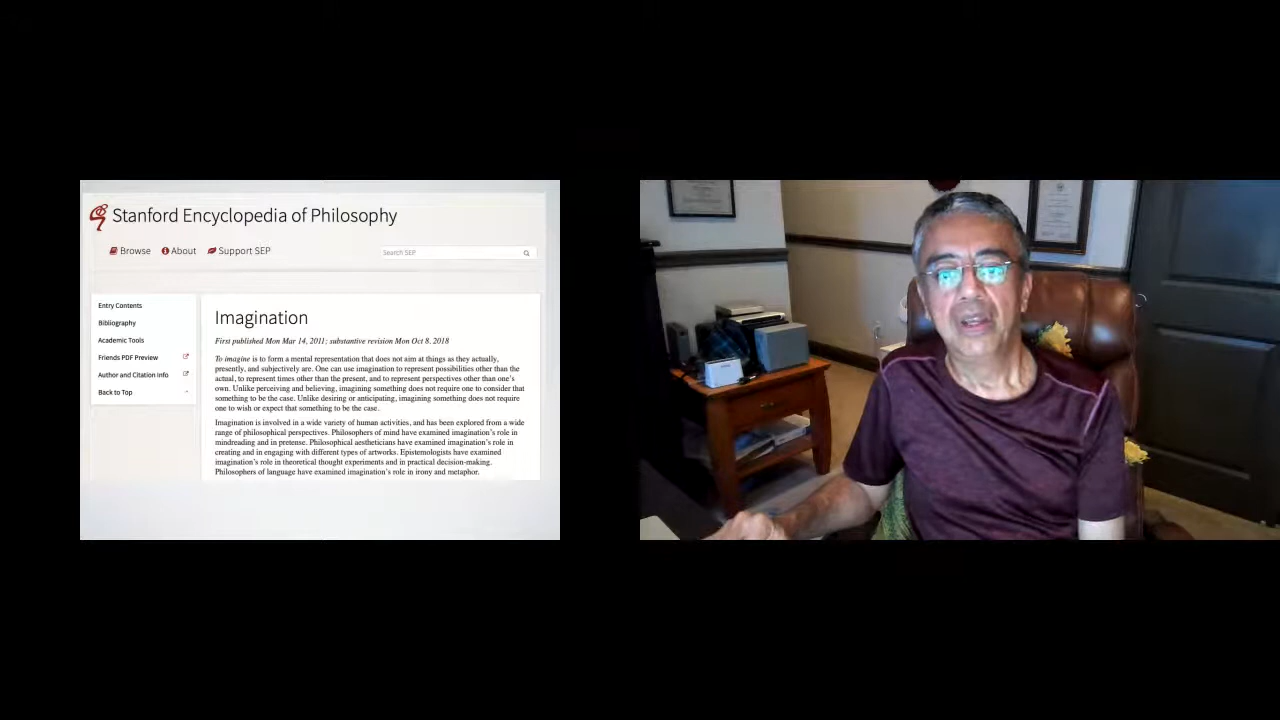 Stanford Encyclopedia of Philosophy
Browse About Support SEP
Search SEP
Entry Contents
Bibliography
Academic Tools
Friends PDF Preview
Author and Citation Info
Back to Top
Imagination
First published Mon Mar 14, 2011; substantive revision Mon Oct 8, 2018
To imagine is to form a mental representation that does not aim at things as they actually,
presently, and subjectively are. One can use imagination to represent possibilities other than the
actual, to represent times other than the present, and to represent perspectives other than one's
own. Unlike perceiving and believing, imagining something does not require one to consider that
something to be the case. Unlike desiring or anticipating, imagining something does not require
one to wish or expect that something to be the case.
Imagination is involved in a wide variety of human activities, and has been explored from a wide
range of philosophical perspectives. Philosophers of mind have examined imagination's role in
mindreading and in pretense. Philosophical aestheticians have examined imagination's role in
creating and in engaging with different types of artworks. Epistemologists have examined
imagination's role in theoretical thought experiments and in practical decision-making.
Philosophers of language have examined imagination's role in irony and metaphor.